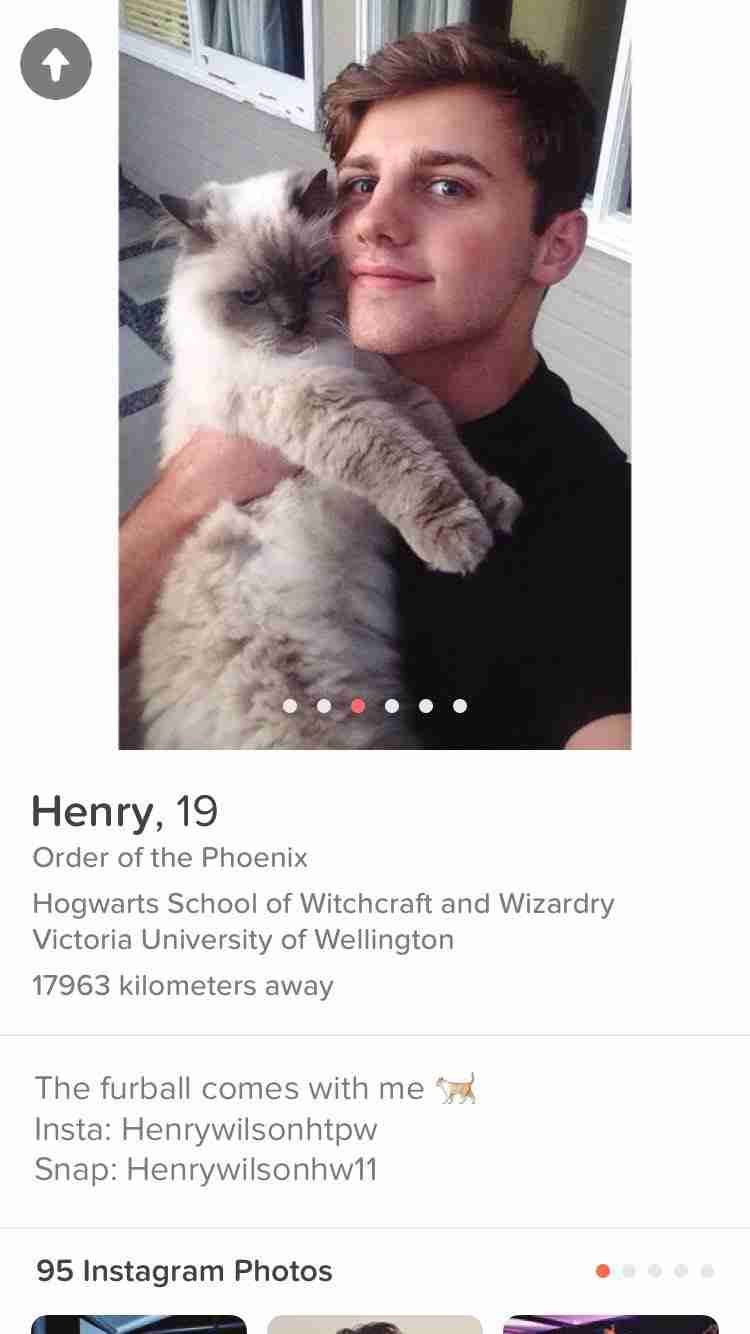 Henry, 19
Order of the Phoenix
Hogwarts School of Witchcraft and Wizardry
Victoria University of Wellington
17963 kilometers away
The furball comes with me 🐈
Insta: Henrywilsonhtpw
Snap: Henrywilsonhw11
95 Instagram Photos